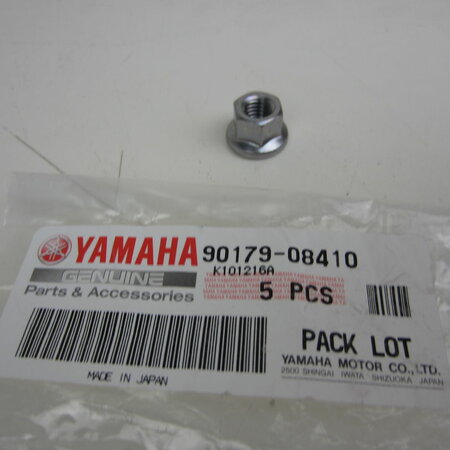 YAMAHA 90179-08410
GENUINE K101216A
Parts & Accessories 5 PCS
PACK LOT
YAMAHA MOTOR CO., LTD.
2500 SHINGAI IWATA SHIZUOKA JAPAN
MADE IN JAPAN